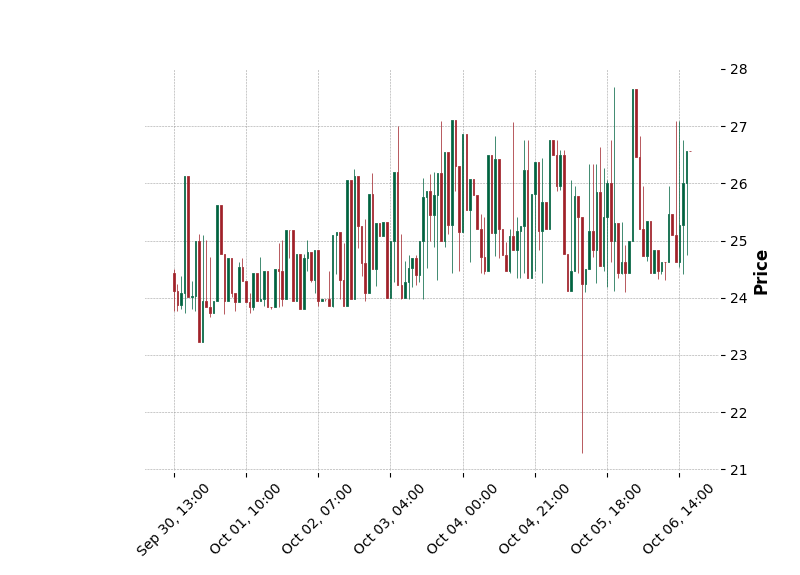 28
27
26
25
24
23
22
21
Price
Sep 30, 13:00
Oct 01, 10:00
Oct 02, 07:00
Oct 03, 04:00
Oct 04, 00:00
Oct 04, 21:00
Oct 05, 18:00
Oct 06, 14:00